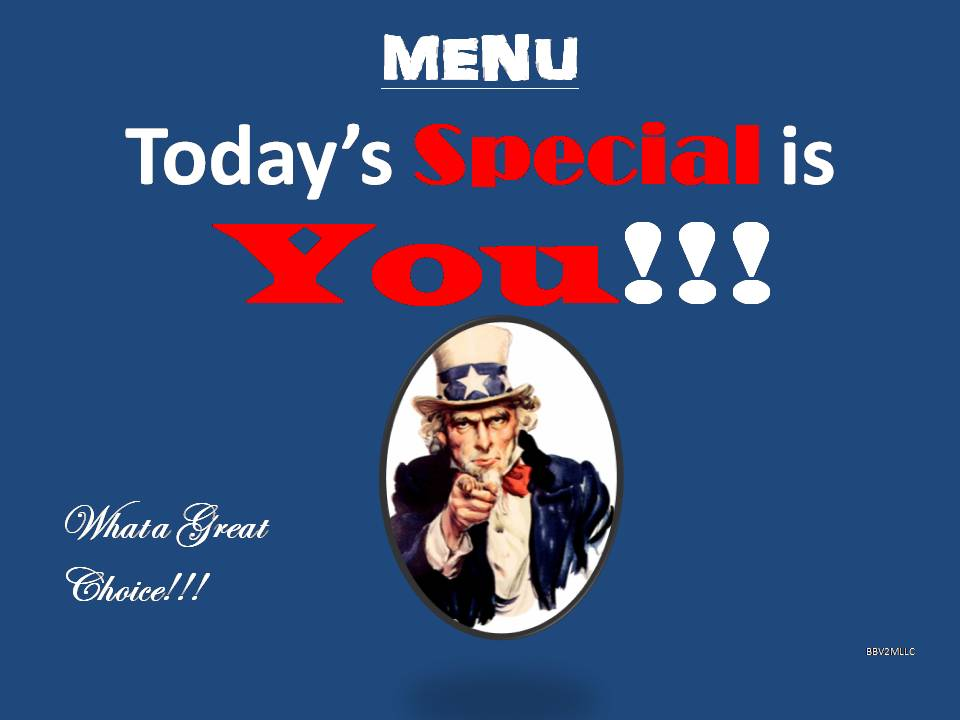 MENU
Today's Special is
You!!!
What a Great
Choice!!!
BBV2MLLC